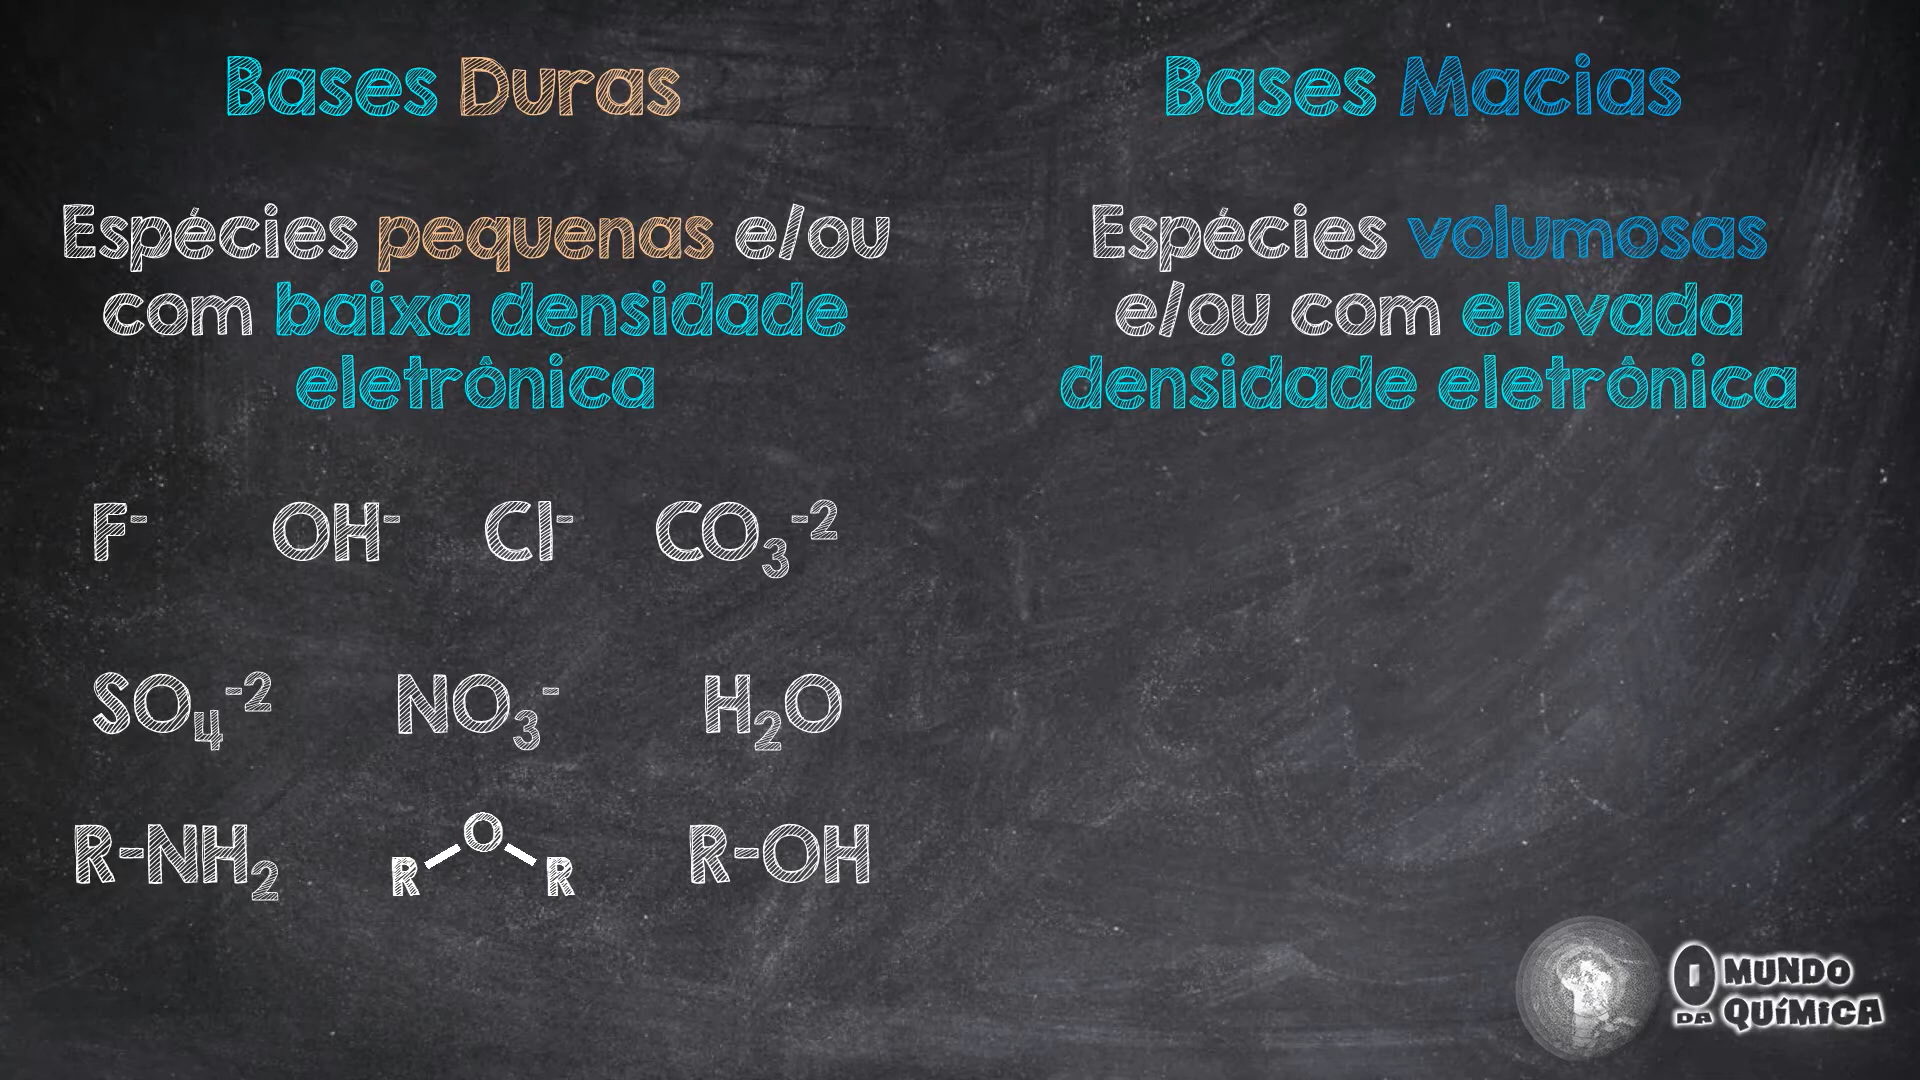 Bases Duras
Espécies pequenas e/ou
com baixa densidade
eletrônica
F⁻ OH⁻ Cl⁻ CO₃⁻²
SO₄⁻² NO₃⁻ H₂O
R-NH₂ R O R R-OH
Bases Macias
Espécies volumosas
e/ou com elevada
densidade eletrônica
O MUNDO
DA QUÍMICA